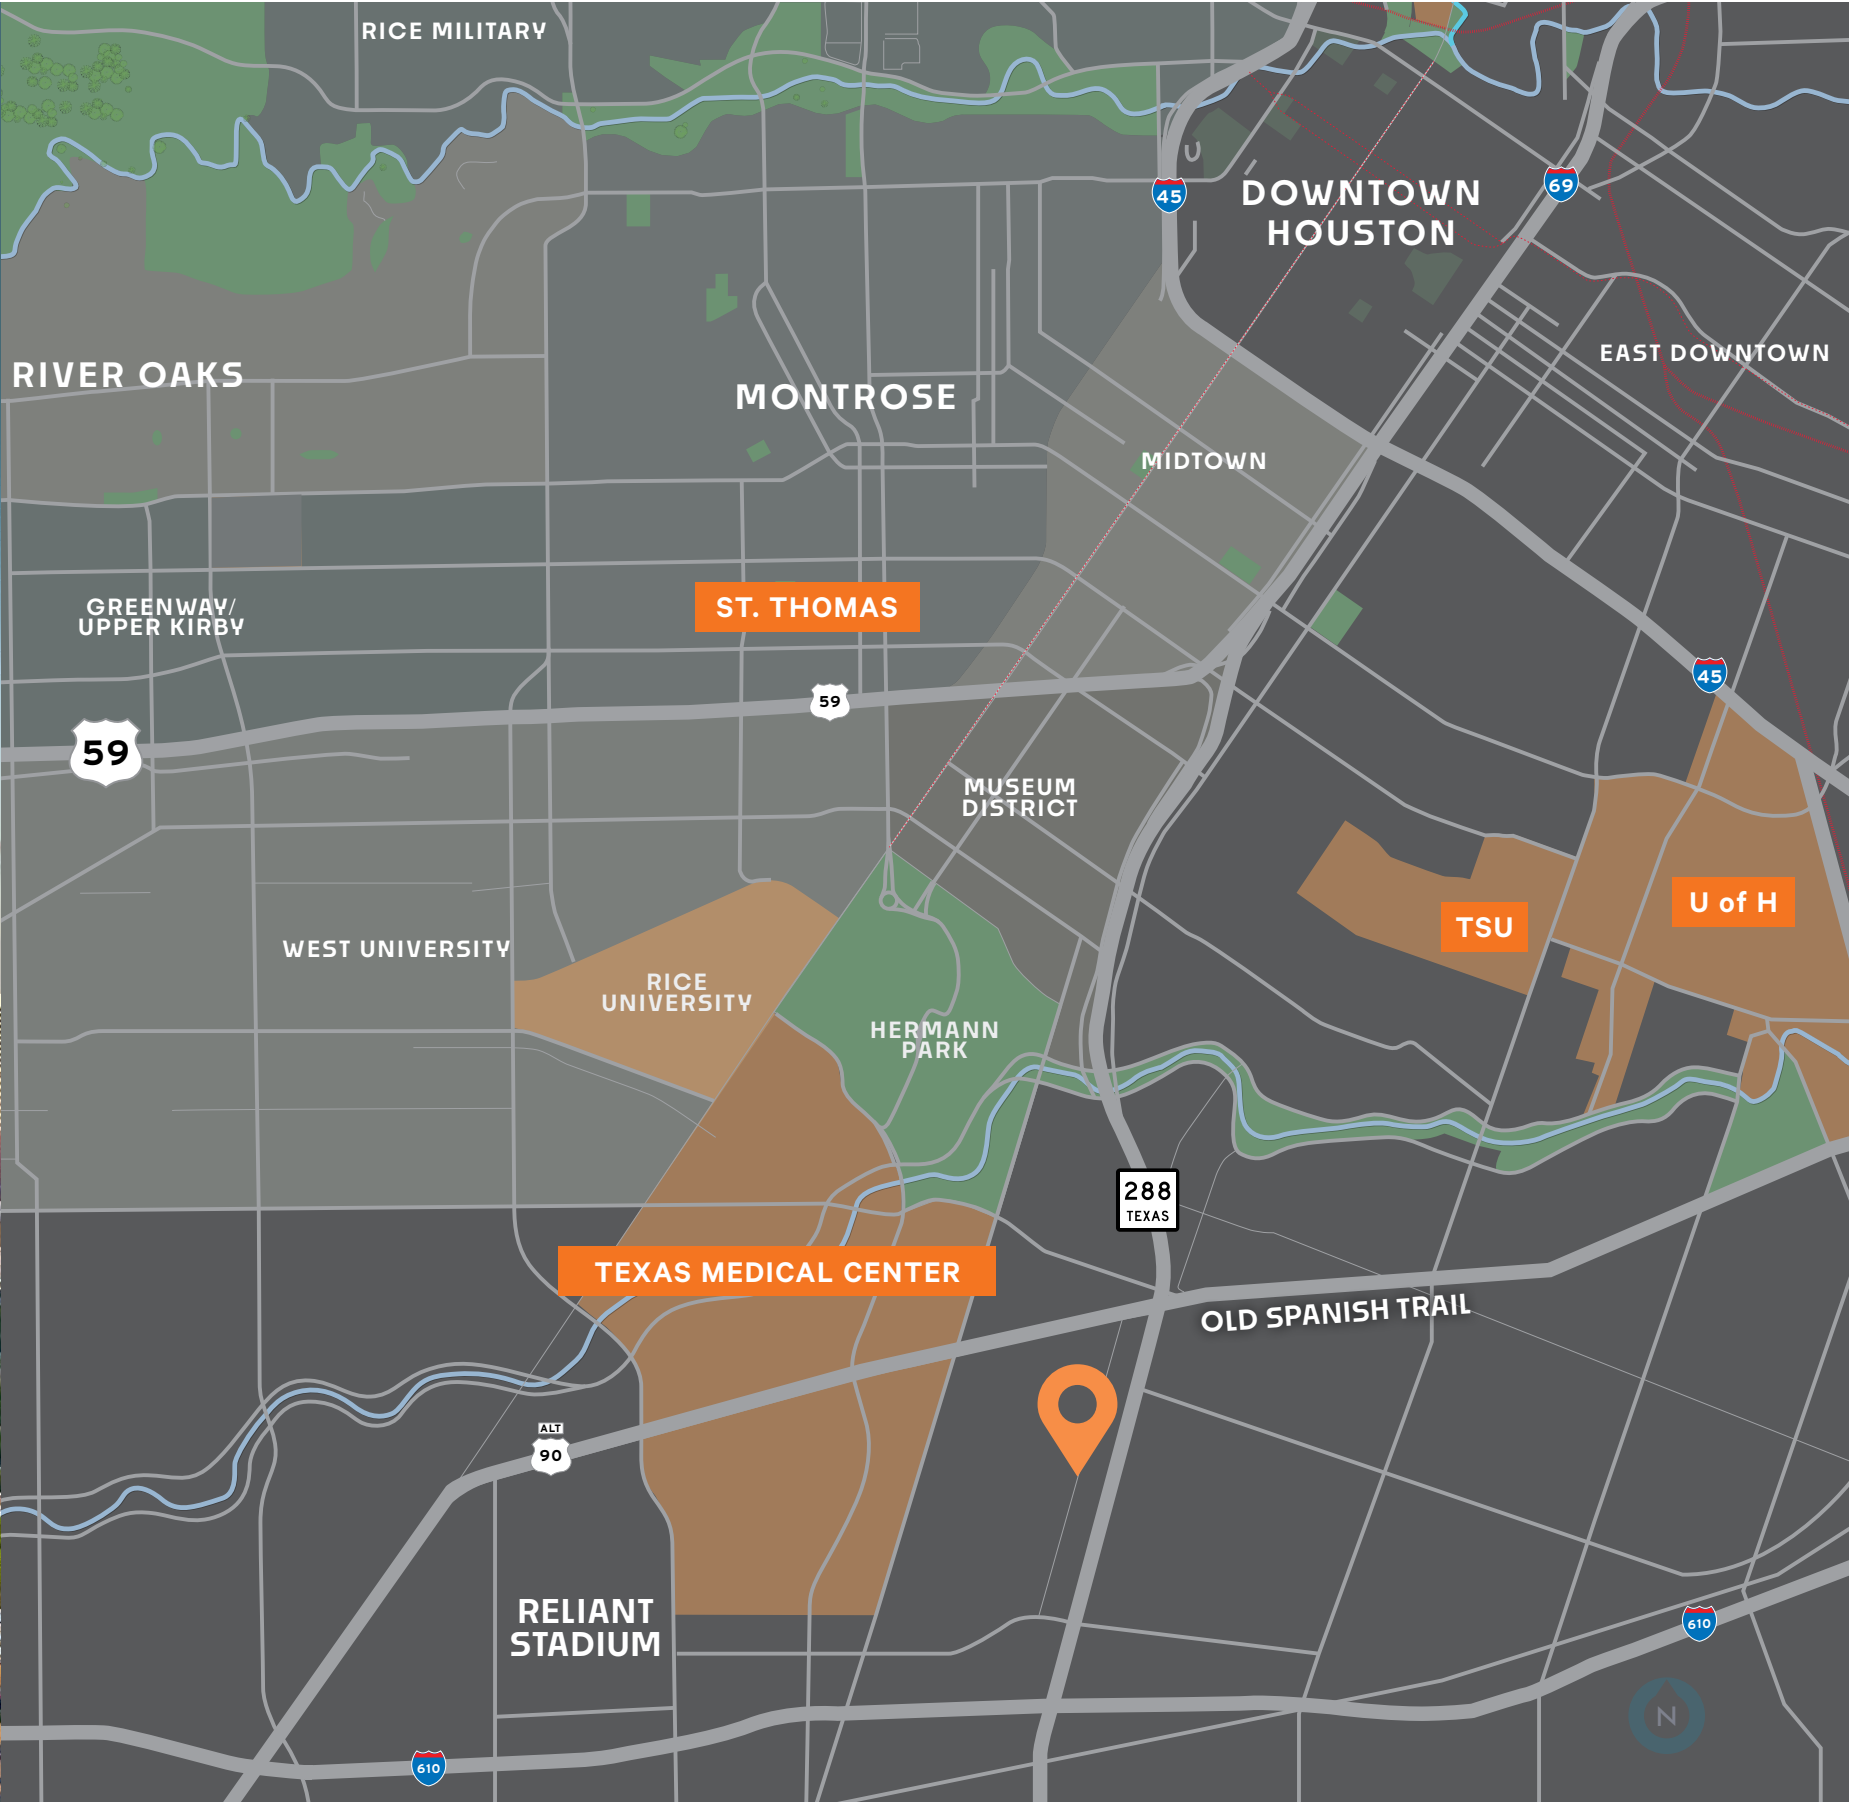 RICE MILITARY
45
DOWNTOWN
HOUSTON
69
RIVER OAKS
MONTROSE
EAST DOWNTOWN
MIDTOWN
GREENWAY/
UPPER KIRBY
ST. THOMAS
45
59
59
MUSEUM
DISTRICT
U of H
TSU
WEST UNIVERSITY
RICE
UNIVERSITY
HERMANN
PARK
288
TEXAS
TEXAS MEDICAL CENTER
OLD SPANISH TRAIL
ALT
90
RELIANT
STADIUM
610
N
610